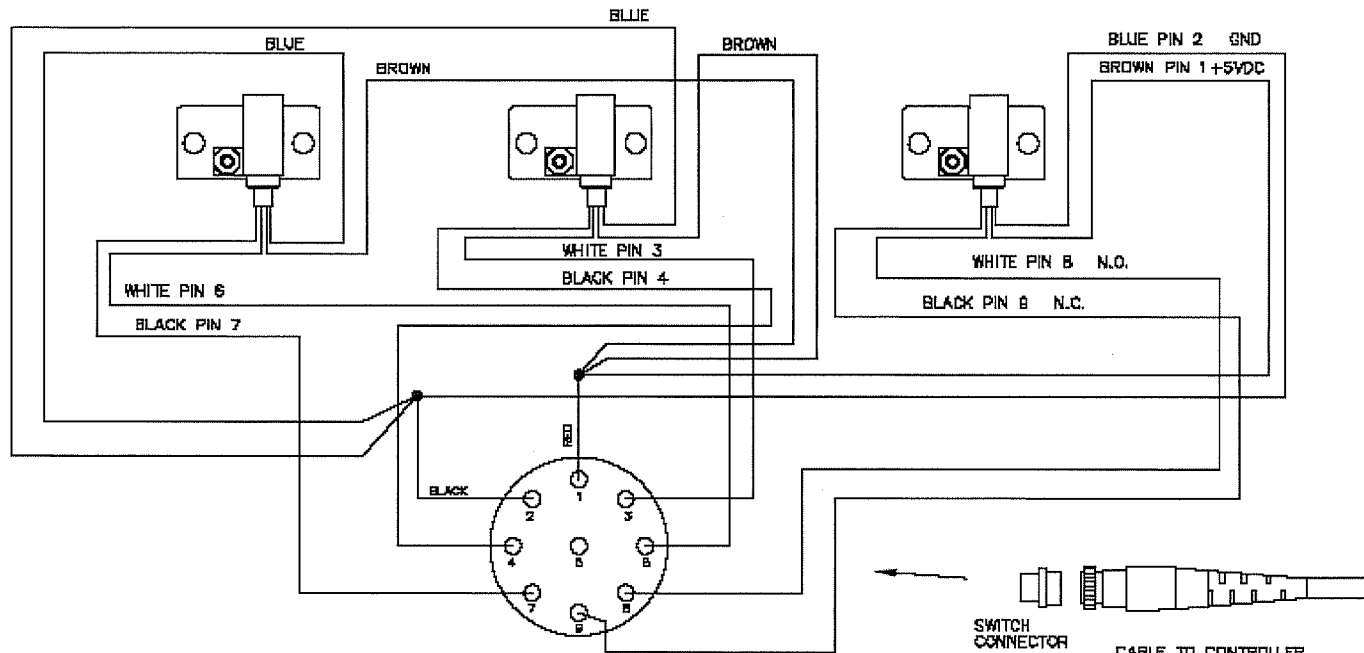 BLUE
BLUE
BROWN
BROWN
BLUE PIN 2 GND
BROWN PIN 1 +5VDC
WHITE PIN 3
BLACK PIN 4
WHITE PIN 8 N.O.
BLACK PIN 9 N.C.
WHITE PIN 6
BLACK PIN 7
RED
BLACK
1
2
3
4
5
6
7
8
9
SWITCH
CONNECTOR
CABLE TO CONTROLLER